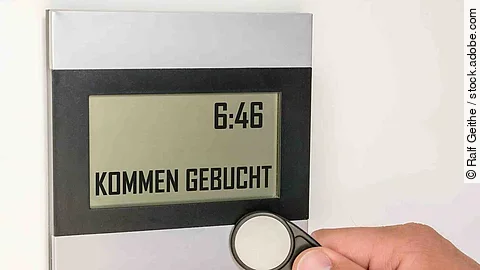 6:46
KOMMEN GEBUCHT
© Ralf Geithe / stock.adobe.com